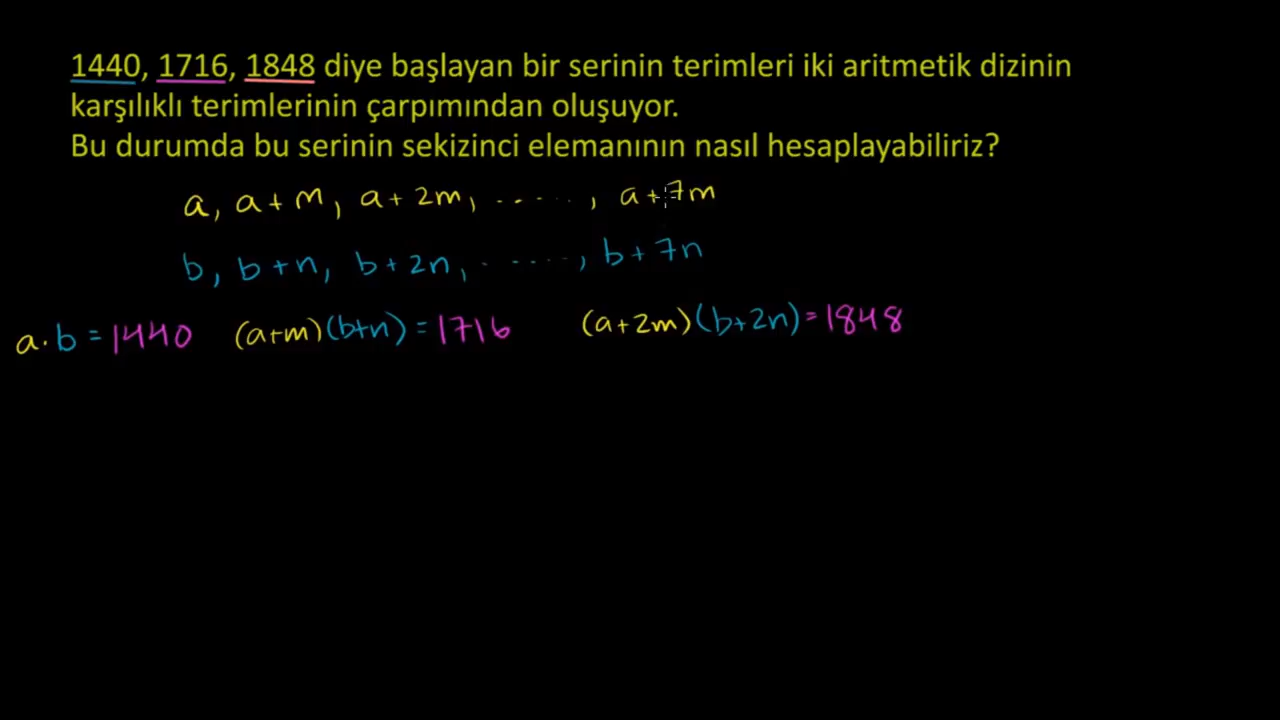 1440, 1716, 1848 diye başlayan bir serinin terimleri iki aritmetik dizinin
karşılıklı terimlerinin çarpımından oluşuyor.
Bu durumda bu serinin sekizinci elemanının nasıl hesaplayabiliriz?
a, a+m, a+2m, ....., a+7m
b, b+n, b+2n, ....., b+7n
a·b = 1440 (a+m)(b+n) = 1716 (a+2m)(b+2n) = 1848